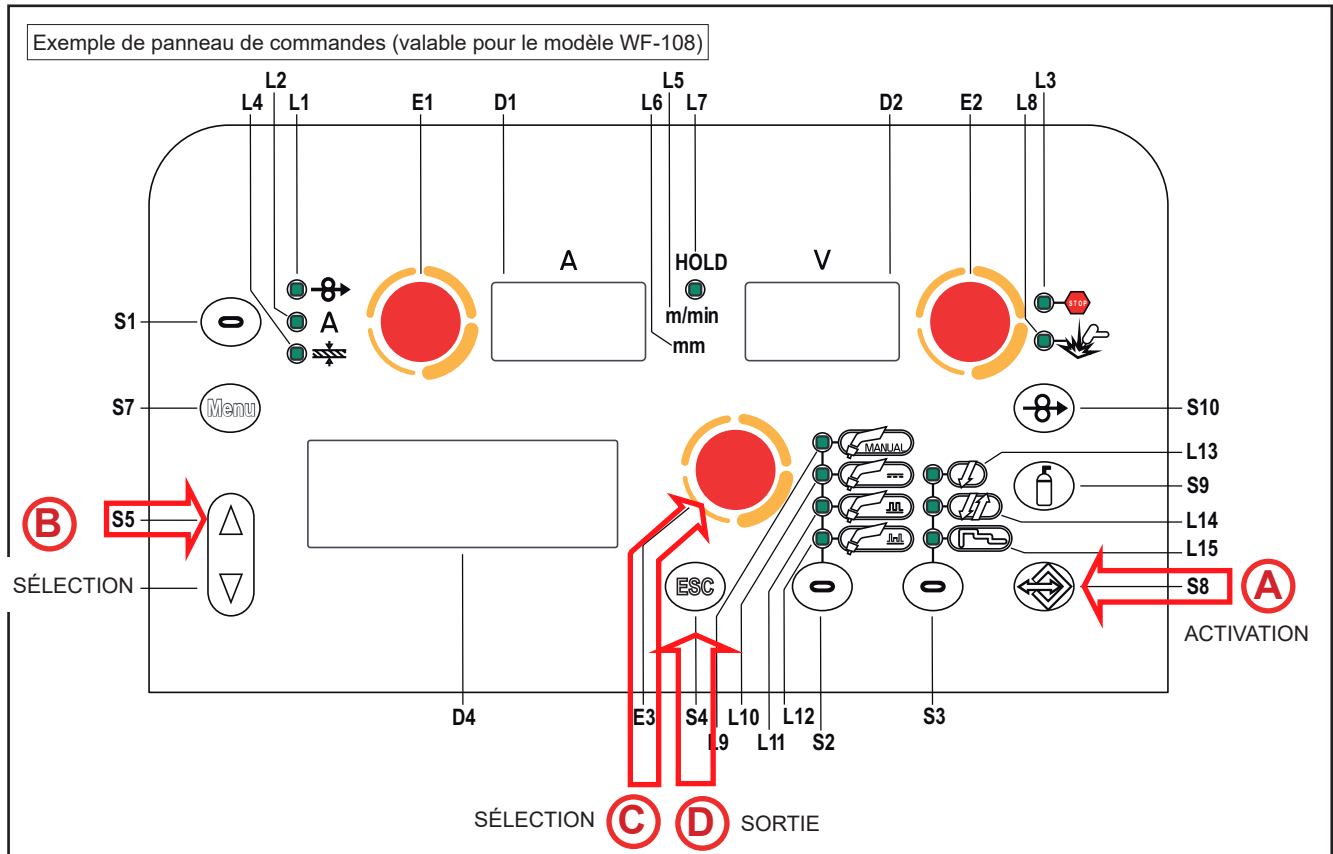 Exemple de panneau de commandes (valable pour le modèle WF-108)
L2 L5 L3
L4 L1 E1 D1 L6 L7 D2 E2 L8
A HOLD V
STOP
m/min
S1 A
mm
S7 Menu S10
MANUAL L13
S9
B S5 L14
L15
SÉLECTION ESC S8 A
ACTIVATION
D4 E3 S4 L10 L12 S3
L9 L11 S2
SÉLECTION C D SORTIE